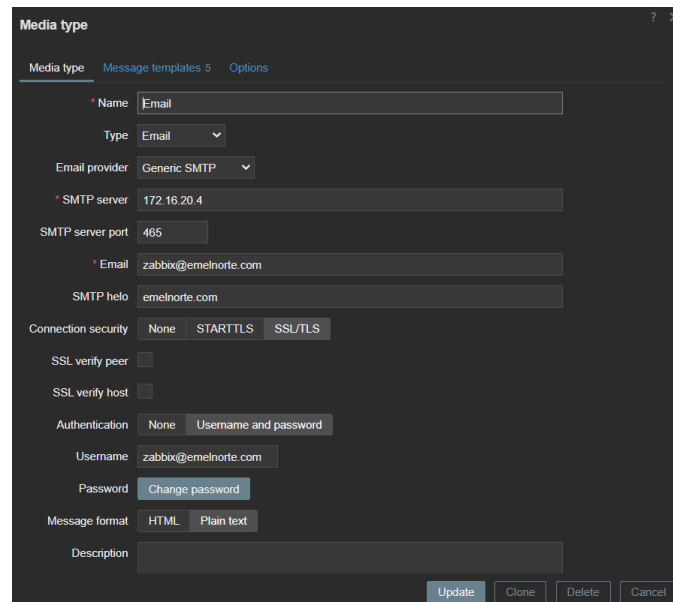 Media type
?
Media type Message templates 5 Options
* Name Email
Type Email
Email provider Generic SMTP
* SMTP server 172.16.20.4
SMTP server port 465
* Email zabbix@emelnorte.com
SMTP helo emelnorte.com
Connection security None STARTTLS SSL/TLS
SSL verify peer
SSL verify host
Authentication None Username and password
Username zabbix@emelnorte.com
Password Change password
Message format HTML Plain text
Description
Update Clone Delete Cancel